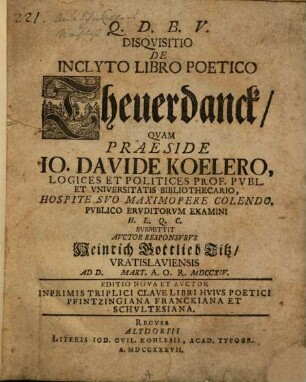 221.
Q. D. B. V.
DISQVISITIO
DE
INCLYTO LIBRO POETICO
Theuerdanck/
QVAM
PRAESIDE
IO. DAVIDE KOELERO,
LOGICES ET POLITICES PROF. PVBL.
ET VNIVERSITATIS BIBLIOTHECARIO,
HOSPITE SVO MAXIMOPERE COLENDO,
PVBLICO ERVDITORVM EXAMINI
H. L. Q. C.
SVBMITTIT
AVCTOR RESPONSVRVS
Heinrich Gottlieb Titz/
VRATISLAVIENSIS
AD D. MART. A. O. R. MDCCXIV.
EDITIO NOVA ET AVCTOR
INPRIMIS TRIPLICI CLAVE LIBRI HVIVS POETICI
PFINTZINGIANA FRANCKIANA ET
SCHVLTESIANA.
RECVSA
ALTDORFII
LITERIS IOD. GVIL. KOHLESII, ACAD. TYPOGR.
A. MDCCXXXVII.